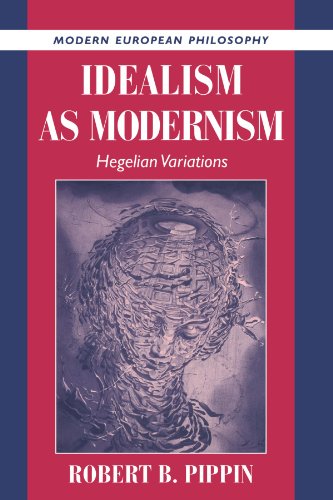 MODERN EUROPEAN PHILOSOPHY
IDEALISM
AS MODERNISM
Hegelian Variations
ROBERT B. PIPPIN